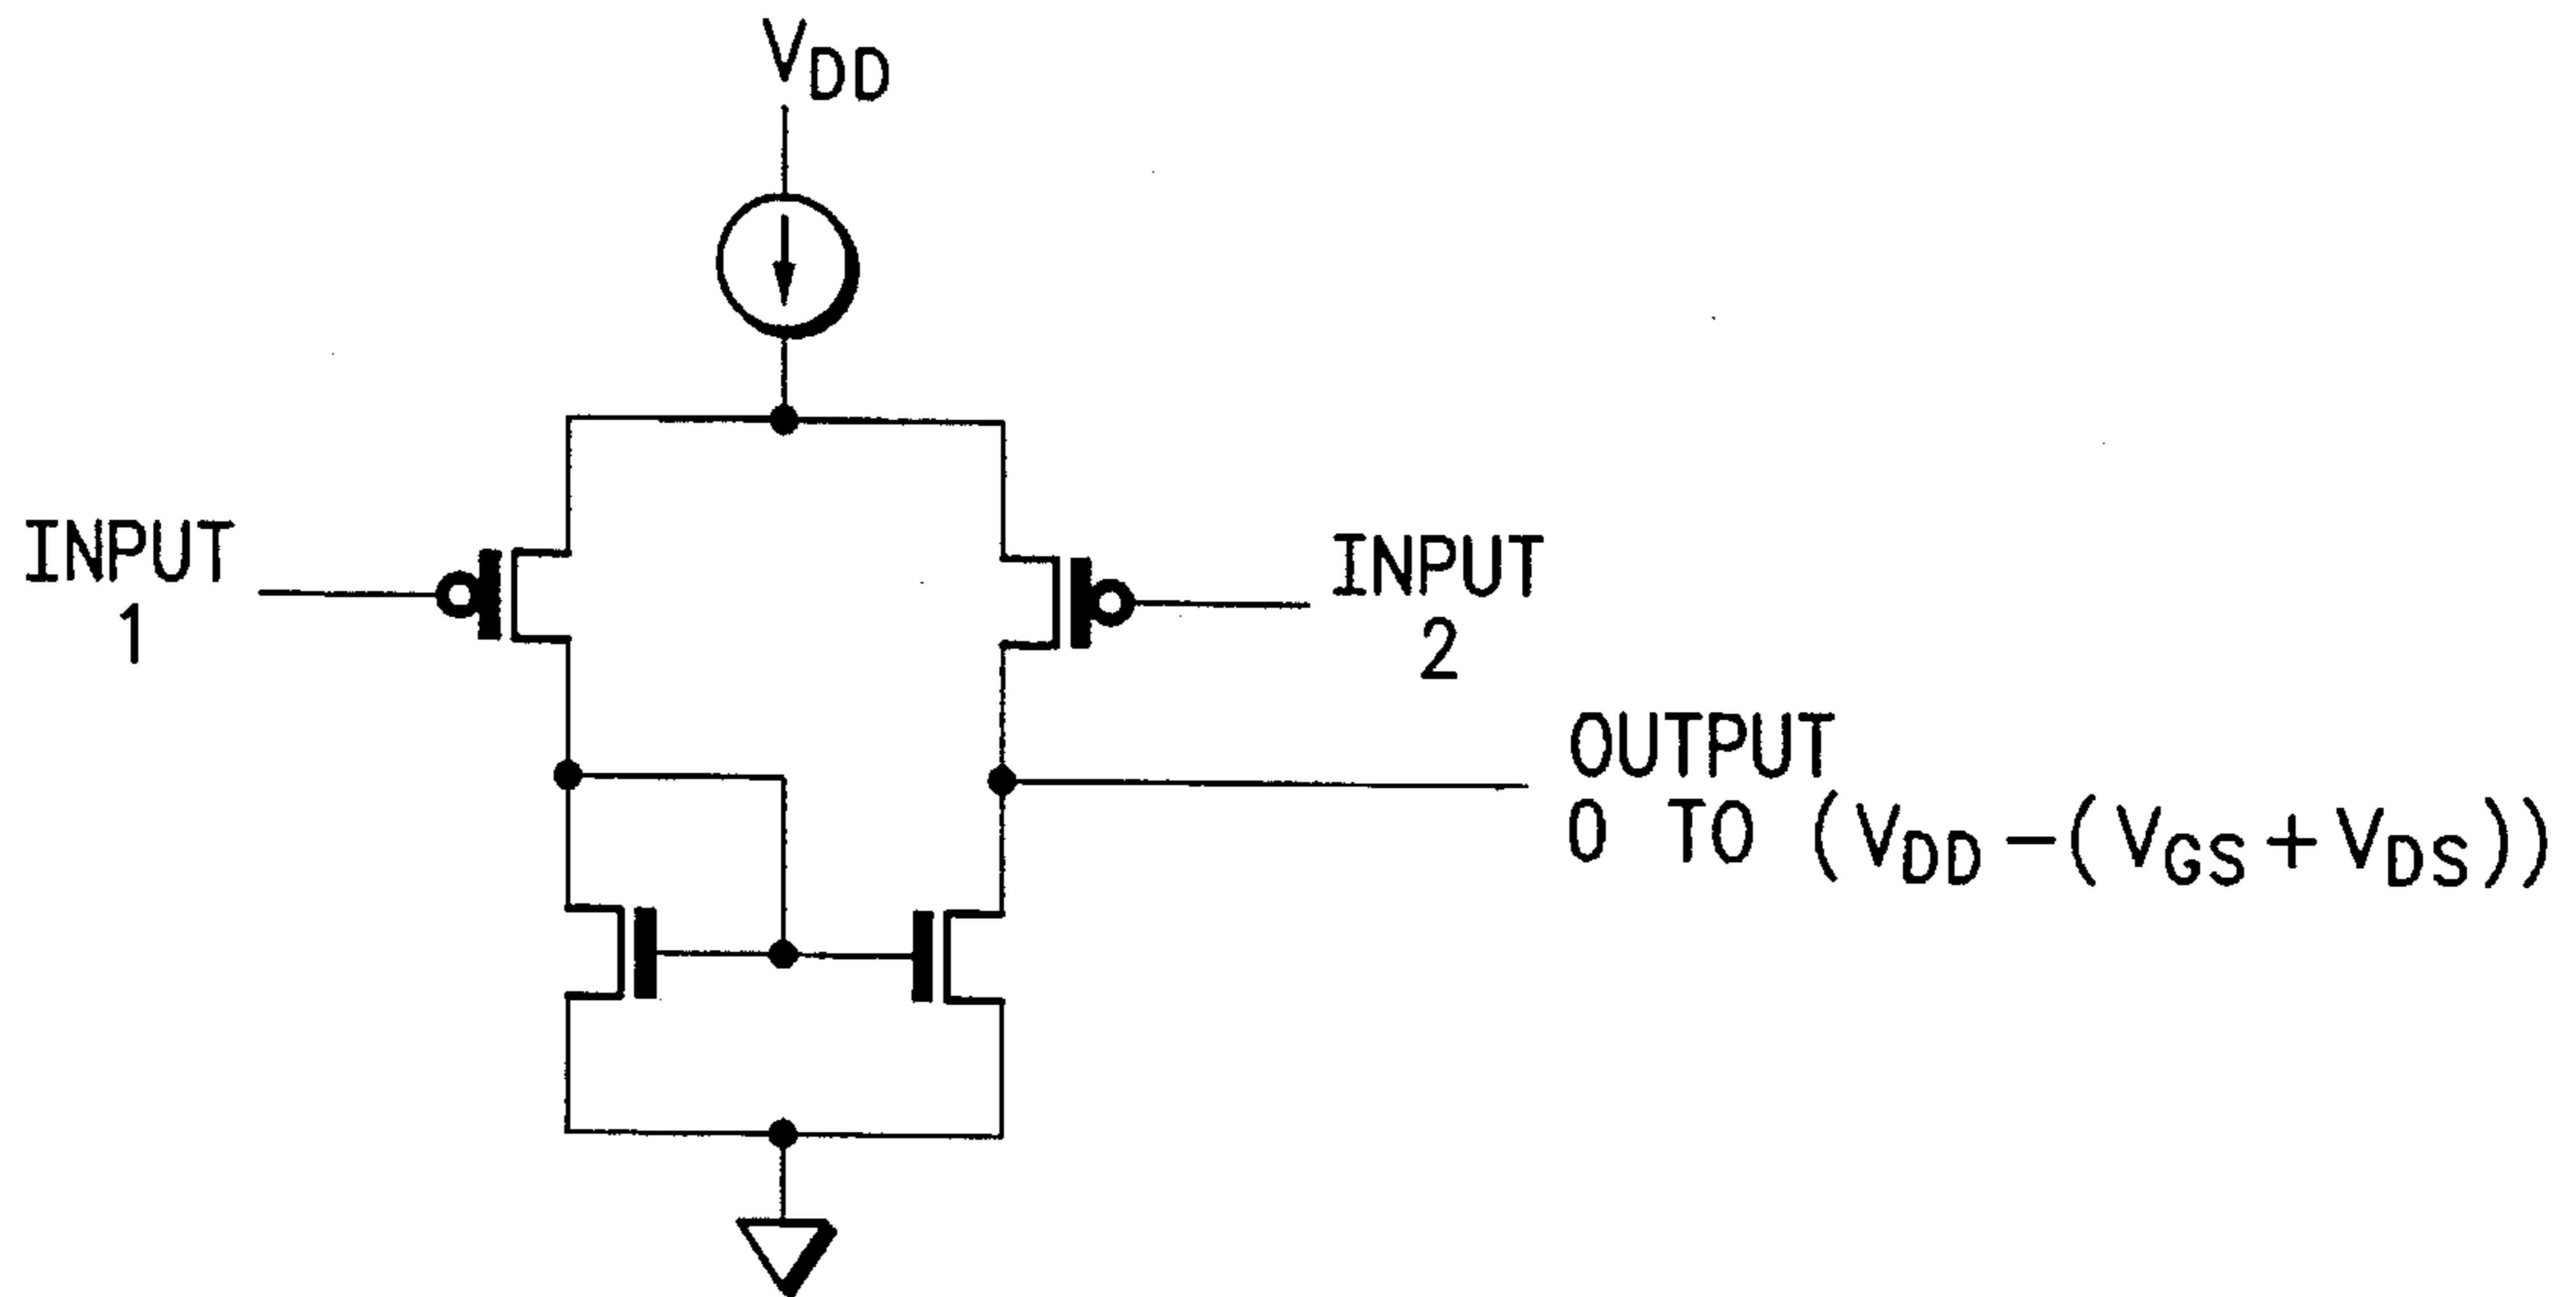 VDD
INPUT
1
INPUT
2
OUTPUT
0 TO (VDD-(VGS+VDS))